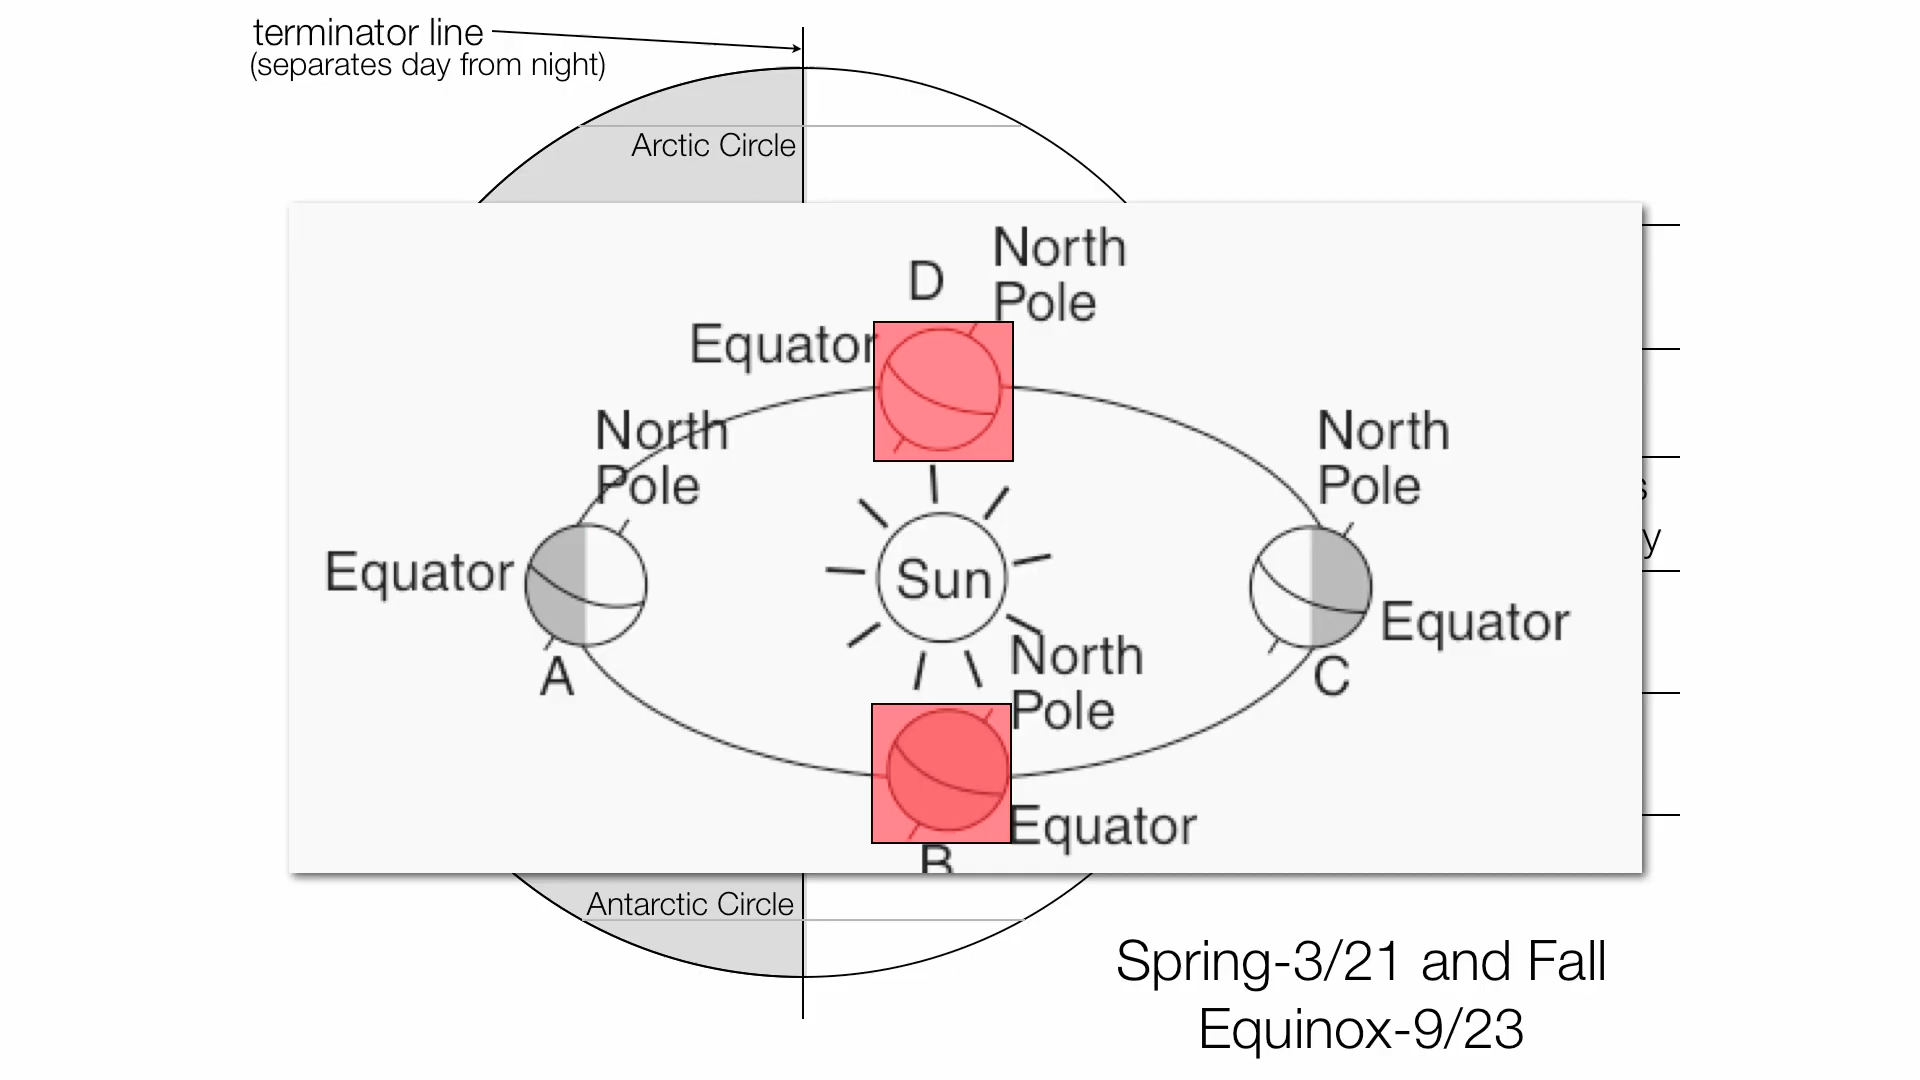 terminator line
(separates day from night)
Arctic Circle
North
Pole
D
Equator
North
Pole
North
Pole
Equator
Sun
Equator
A
North
Pole
C
Equator
B
s
y
Antarctic Circle
Spring-3/21 and Fall
Equinox-9/23